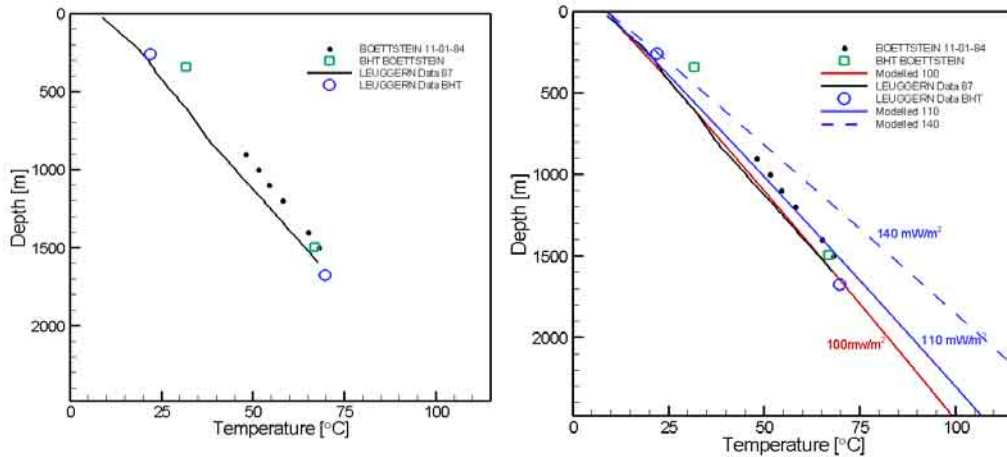 0
500
1000
1500
2000
Depth [m]
0
25
50
75
100
Temperature [°C]
BOETTSTEIN 11-01-84
BHT BOETTSTEIN
LEUGGERN Data 87
LEUGGERN Data BHT
0
500
1000
1500
2000
Depth [m]
0
25
50
75
100
Temperature [°C]
BOETTSTEIN 11-01-84
BHT BOETTSTEIN
Modelled 100
LEUGGERN Data 87
LEUGGERN Data BHT
Modelled 110
Modelled 140
140 mW/m²
110 mW/m²
100mw/m²